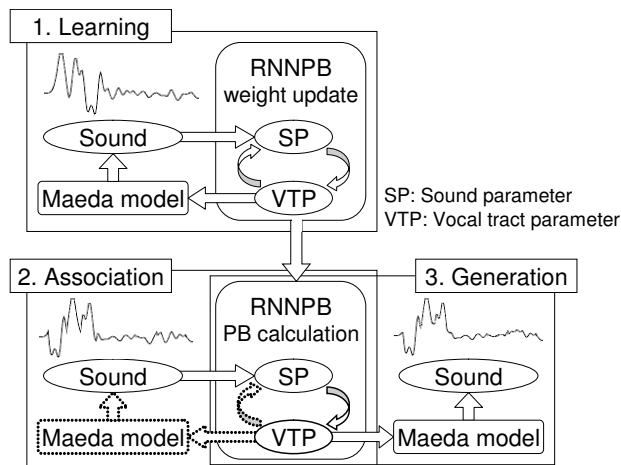 1. Learning
RNNPB
weight update
Sound
SP
Maeda model
VTP
SP: Sound parameter
VTP: Vocal tract parameter
2. Association
3. Generation
RNNPB
PB calculation
Sound
SP
Sound
Maeda model
VTP
Maeda model